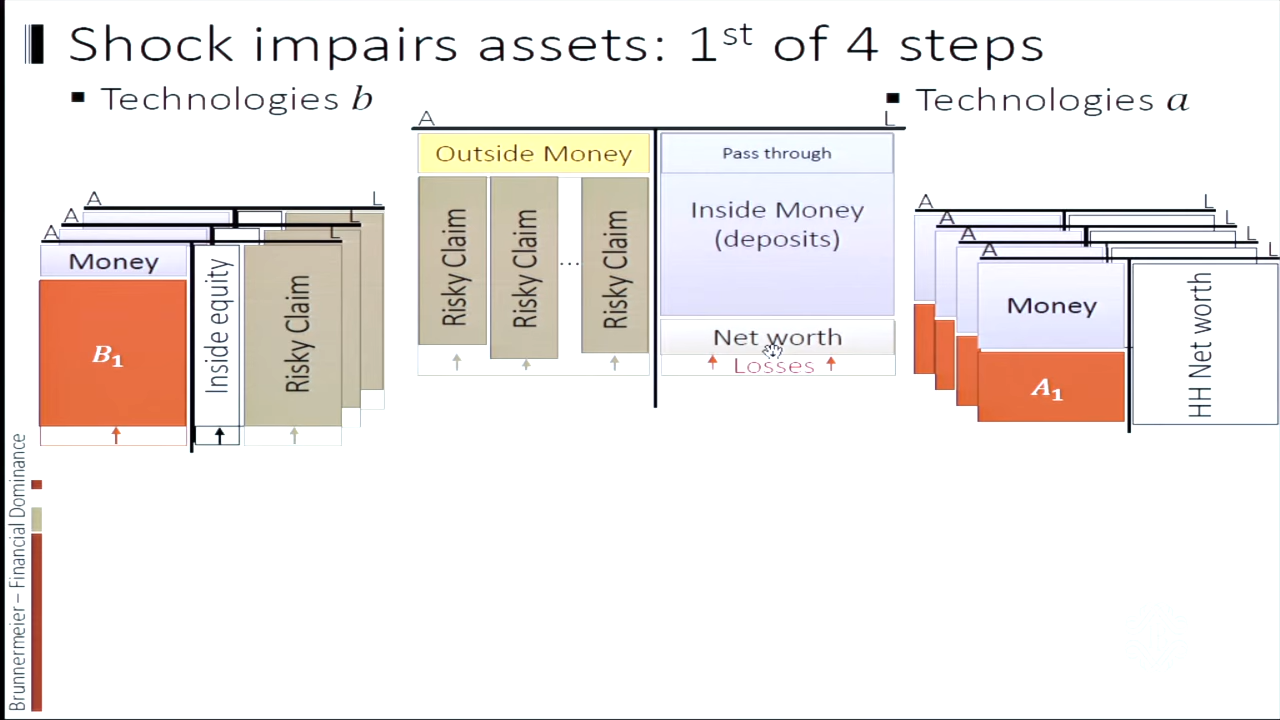 Shock impairs assets: 1st of 4 steps
Technologies b
Technologies a
A
L
Outside Money
Pass through
Risky Claim
Risky Claim
...
Risky Claim
Inside Money
(deposits)
Net worth
Losses
A
L
A
L
A
L
Money
B1
Inside equity
Risky Claim
A
L
A
L
A
L
A
L
Money
A1
HH Net worth
Brunnermeier – Financial Dominance